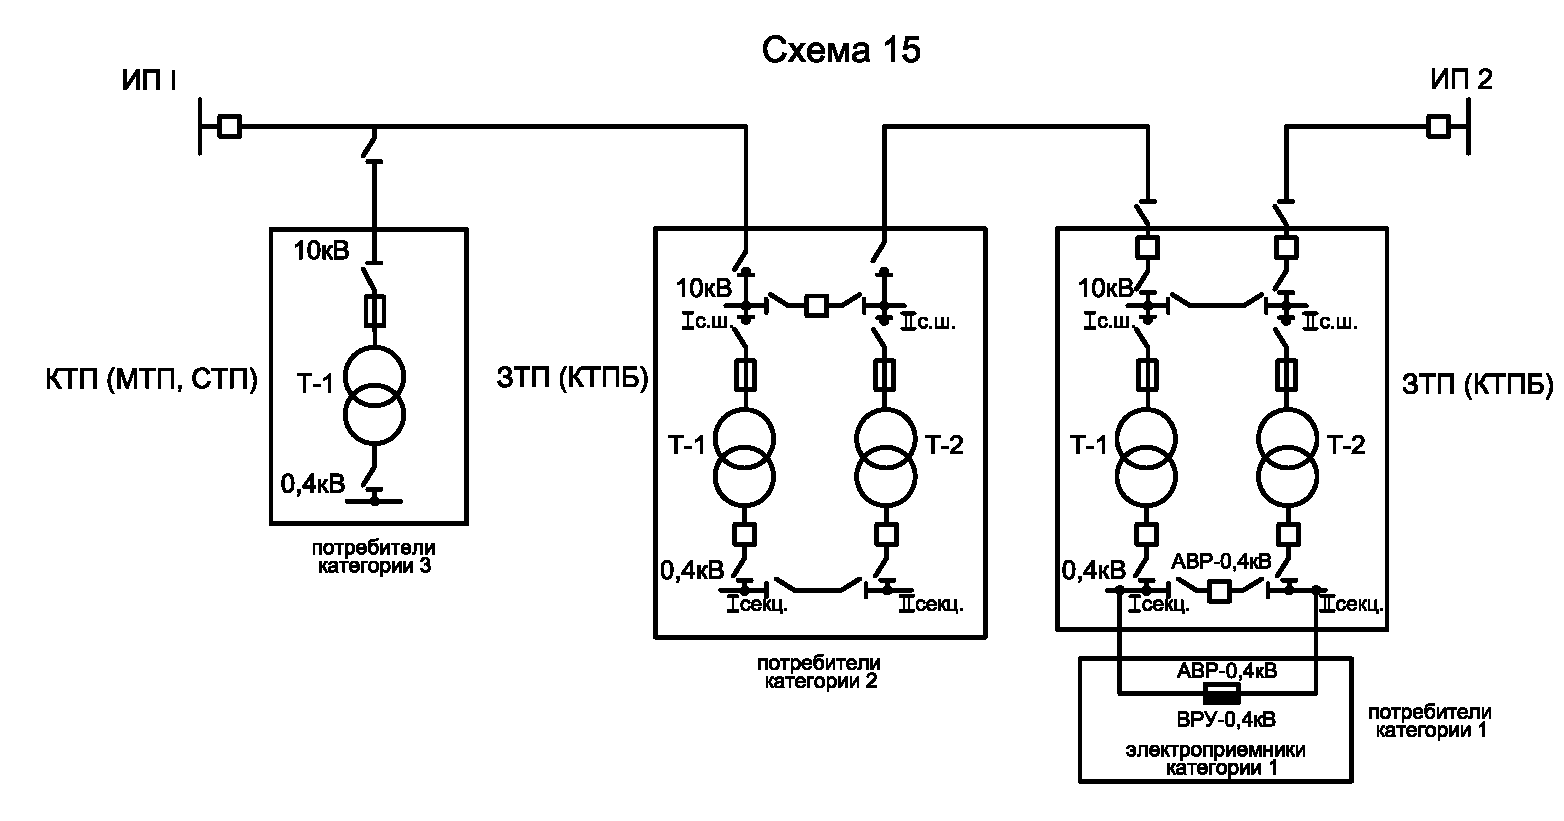 Схема 15
ИП I
ИП 2
10кВ
КТП (МТП, СТП)
Т-1
0,4кВ
потребители
категории 3
ЗТП (КТПБ)
10кВ
Iс.ш.
IIс.ш.
Т-1
Т-2
0,4кВ
Iсекц.
IIсекц.
потребители
категории 2
10кВ
Iс.ш.
IIс.ш.
ЗТП (КТПБ)
Т-1
Т-2
0,4кВ
АВР-0,4кВ
Iсекц.
IIсекц.
АВР-0,4кВ
ВРУ-0,4кВ
электроприемники
категории 1
потребители
категории 1